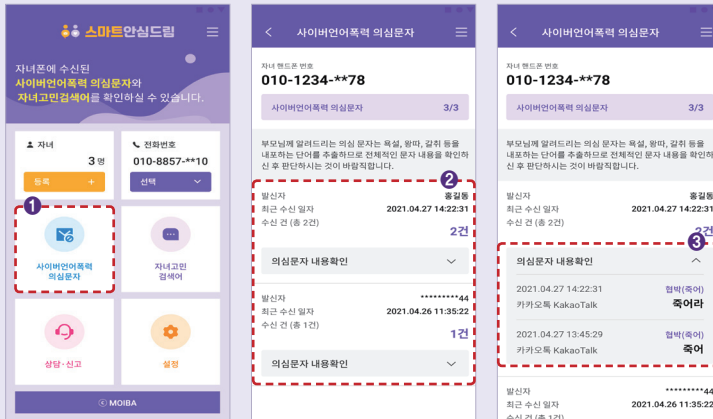 스마트안심드림
자녀폰에 수신된
사이버언어폭력 의심문자와
자녀고민검색어를 확인하실 수 있습니다.
자녀
3 명
등록 +
전화번호
010-8857-**10
선택
1
사이버언어폭력
의심문자
자녀고민
검색어
상담·신고
설정
MOIBA
사이버언어폭력 의심문자
자녀 핸드폰 번호
010-1234-**78
사이버언어폭력 의심문자 3/3
부모님께 알려드리는 의심 문자는 욕설, 왕따, 갈취 등을
내포하는 단어를 추출하므로 전체적인 문자 내용을 확인하
신 후 판단하시는 것이 바람직합니다.
2
발신자 홍길동
최근 수신 일자 2021.04.27 14:22:31
수신 건 (총 2건)
2건
의심문자 내용확인
발신자 *********44
최근 수신 일자 2021.04.26 11:35:22
수신 건 (총 1건)
1건
의심문자 내용확인
사이버언어폭력 의심문자
자녀 핸드폰 번호
010-1234-**78
사이버언어폭력 의심문자 3/3
부모님께 알려드리는 의심 문자는 욕설, 왕따, 갈취 등을
내포하는 단어를 추출하므로 전체적인 문자 내용을 확인하
신 후 판단하시는 것이 바람직합니다.
발신자 홍길동
최근 수신 일자 2021.04.27 14:22:31
수신 건 (총 2건)
2건
3
의심문자 내용확인
2021.04.27 14:22:31 협박(죽어)
카카오톡 KakaoTalk 죽어라
2021.04.27 13:45:29 협박(죽어)
카카오톡 KakaoTalk 죽어
발신자 *********44
최근 수신 일자 2021.04.26 11:35:22
수신 건 (총 1건)